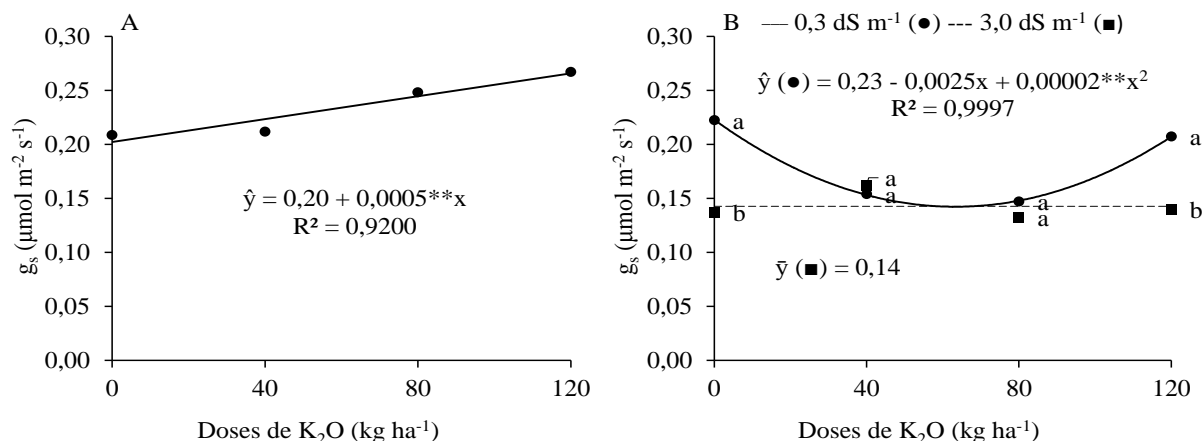 A
0,30
0,25
0,20
0,15
0,10
0,05
0,00
gₛ (µmol m⁻² s⁻¹)
ŷ = 0,20 + 0,0005**x
R² = 0,9200
0 40 80 120
Doses de K₂O (kg ha⁻¹)
B — 0,3 dS m⁻¹ (●) --- 3,0 dS m⁻¹ (■)
0,30
0,25
0,20
0,15
0,10
0,05
0,00
gₛ (µmol m⁻² s⁻¹)
ŷ (●) = 0,23 - 0,0025x + 0,00002**x²
R² = 0,9997
a
a
a
a
b
a
a
b
ȳ (■) = 0,14
0 40 80 120
Doses de K₂O (kg ha⁻¹)